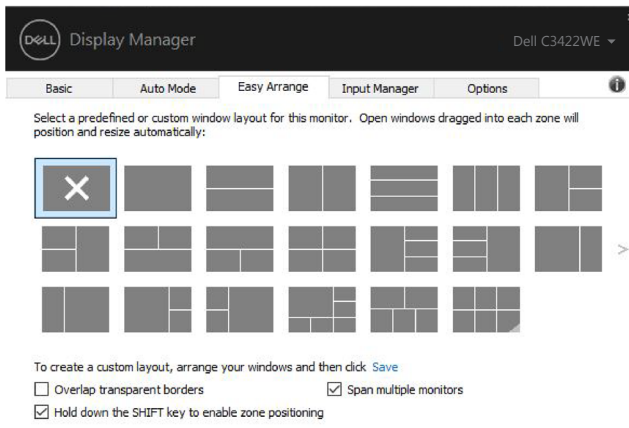 DELL Display Manager Dell C3422WE
Basic Auto Mode Easy Arrange Input Manager Options
Select a predefined or custom window layout for this monitor. Open windows dragged into each zone will
position and resize automatically:
To create a custom layout, arrange your windows and then click Save
Overlap transparent borders Span multiple monitors
Hold down the SHIFT key to enable zone positioning